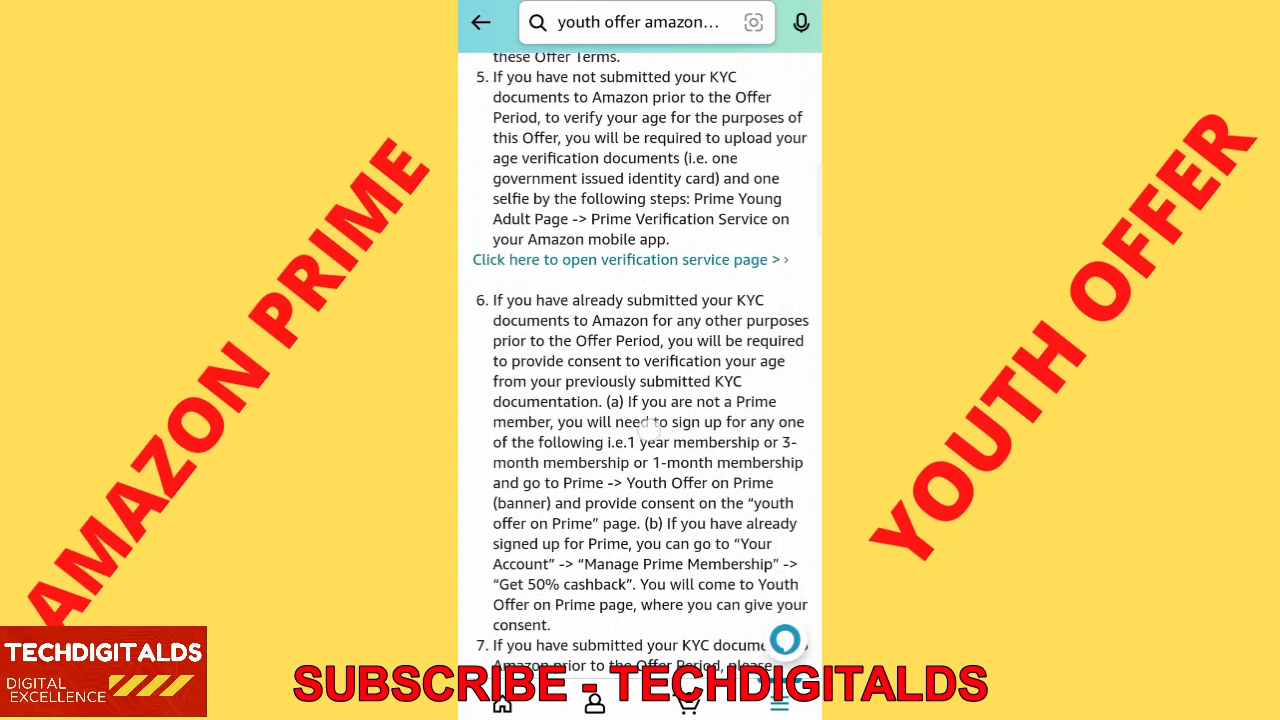 youth offer amazon...
these Offer Terms.
5. If you have not submitted your KYC
documents to Amazon prior to the Offer
Period, to verify your age for the purposes of
this Offer, you will be required to upload your
age verification documents (i.e. one
government issued identity card) and one
selfie by the following steps: Prime Young
Adult Page -> Prime Verification Service on
your Amazon mobile app.
Click here to open verification service page > ›
6. If you have already submitted your KYC
documents to Amazon for any other purposes
prior to the Offer Period, you will be required
to provide consent to verification your age
from your previously submitted KYC
documentation. (a) If you are not a Prime
member, you will need to sign up for any one
of the following i.e.1 year membership or 3-
month membership or 1-month membership
and go to Prime -> Youth Offer on Prime
(banner) and provide consent on the “youth
offer on Prime” page. (b) If you have already
signed up for Prime, you can go to “Your
Account” -> “Manage Prime Membership” ->
“Get 50% cashback”. You will come to Youth
Offer on Prime page, where you can give your
consent.
7. If you have submitted your KYC docume
Amazon prior to the Offer Period, please
AMAZON PRIME
YOUTH OFFER
TECHDIGITALDS
DIGITAL
EXCELLENCE
SUBSCRIBE - TECHDIGITALDS